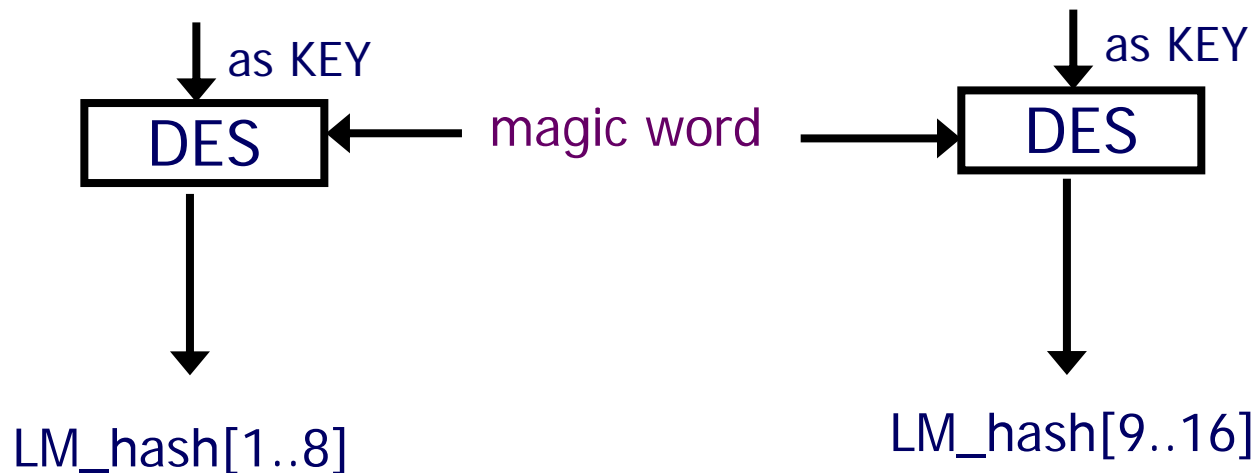 as KEY
as KEY
DES
magic word
DES
LM_hash[1..8]
LM_hash[9..16]